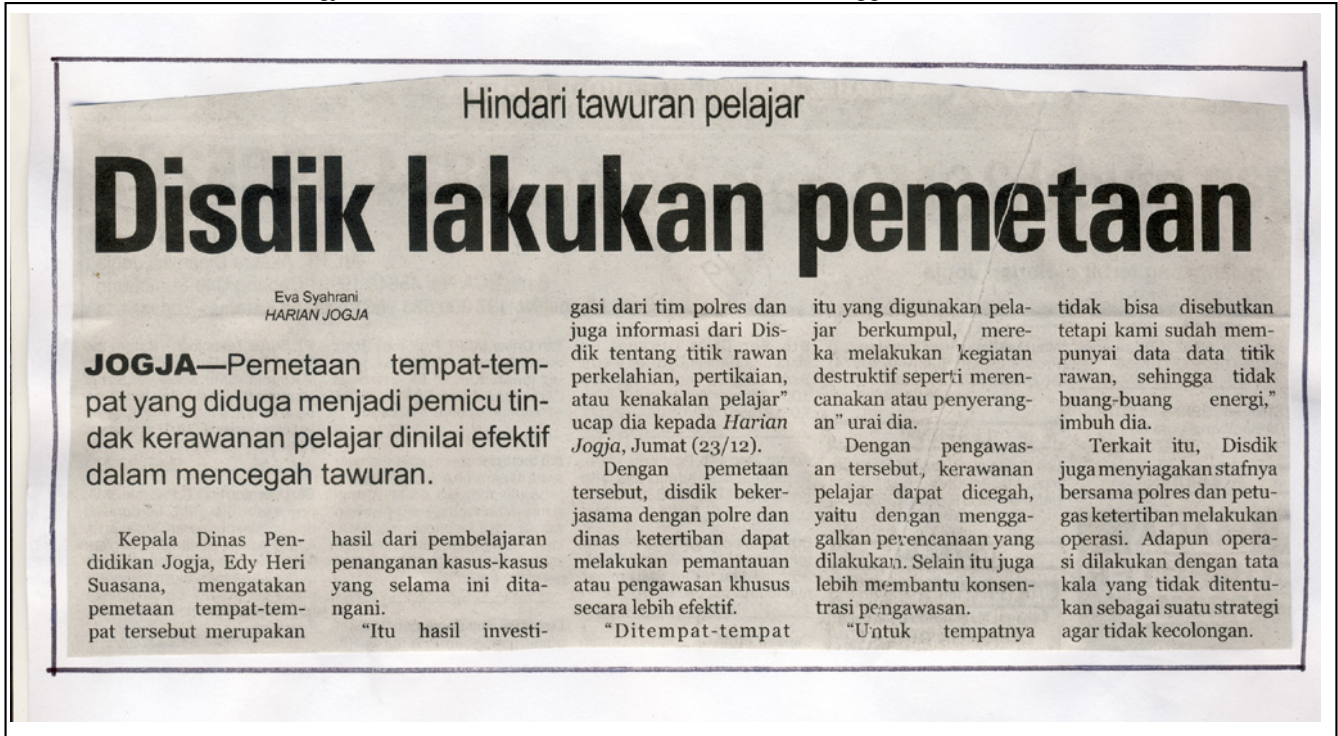 Hindari tawuran pelajar
Disdik lakukan pemetaan
Eva Syahrani
HARIAN JOGJA
JOGJA—Pemetaan tempat-tem-
pat yang diduga menjadi pemicu tin-
dak kerawanan pelajar dinilai efektif
dalam mencegah tawuran.
Kepala Dinas Pen-
didikan Jogja, Edy Heri
Suasana, mengatakan
pemetaan tempat-tem-
pat tersebut merupakan
hasil dari pembelajaran
penanganan kasus-kasus
yang selama ini dita-
ngani.
"Itu hasil investi-
gasi dari tim polres dan
juga informasi dari Dis-
dik tentang titik rawan
perkelahian, pertikaian,
atau kenakalan pelajar"
ucap dia kepada Harian
Jogja, Jumat (23/12).
Dengan pemetaan
tersebut, disdik beker-
jasama dengan polre dan
dinas ketertiban dapat
melakukan pemantauan
atau pengawasan khusus
secara lebih efektif.
"Ditempat-tempat
itu yang digunakan pela-
jar berkumpul, mere-
ka melakukan kegiatan
destruktif seperti meren-
canakan atau penyerang-
an" urai dia.
Dengan pengawas-
an tersebut, kerawanan
pelajar dapat dicegah,
yaitu dengan mengga-
galkan perencanaan yang
dilakukan. Selain itu juga
lebih membantu konsen-
trasi pengawasan.
"Untuk tempatnya
tidak bisa disebutkan
tetapi kami sudah mem-
punyai data data titik
rawan, sehingga tidak
buang-buang energi,"
imbuh dia.
Terkait itu, Disdik
juga menyiagakan stafnya
bersama polres dan petu-
gas ketertiban melakukan
operasi. Adapun opera-
si dilakukan dengan tata
kala yang tidak ditentu-
kan sebagai suatu strategi
agar tidak kecolongan.